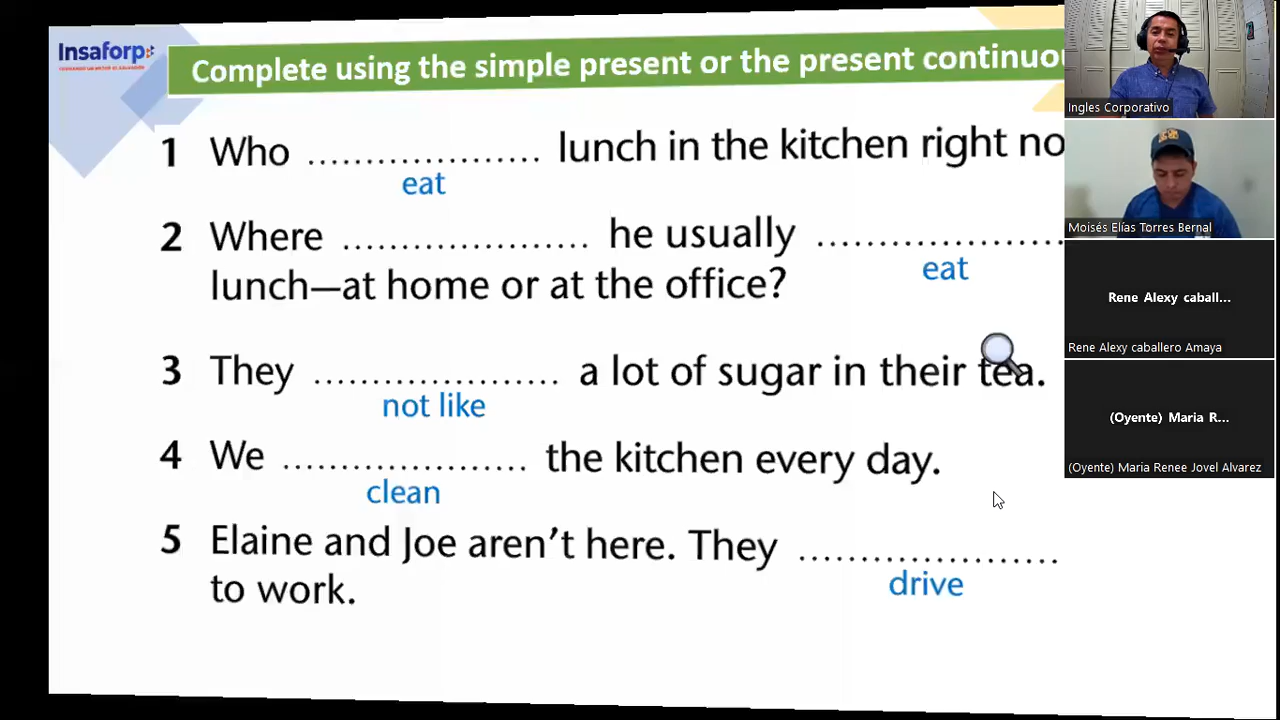 Insaforp
Complete using the simple present or the present continuou
1 Who ........................ lunch in the kitchen right no
eat
2 Where ........................ he usually ........................
eat
lunch—at home or at the office?
3 They ........................ a lot of sugar in their tea.
not like
4 We ........................ the kitchen every day.
clean
5 Elaine and Joe aren't here. They ........................
drive
to work.
Ingles Corporativo
Moisés Elías Torres Bernal
Rene Alexy caball...
Rene Alexy caballero Amaya
(Oyente) Maria R...
(Oyente) Maria Renee Jovel Alvarez